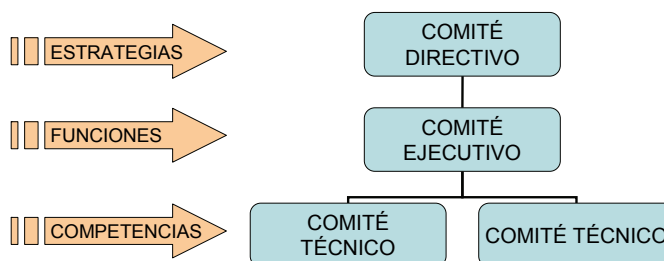 ESTRATEGIAS
COMITÉ
DIRECTIVO
FUNCIONES
COMITÉ
EJECUTIVO
COMPETENCIAS
COMITÉ
TÉCNICO
COMITÉ TÉCNICO